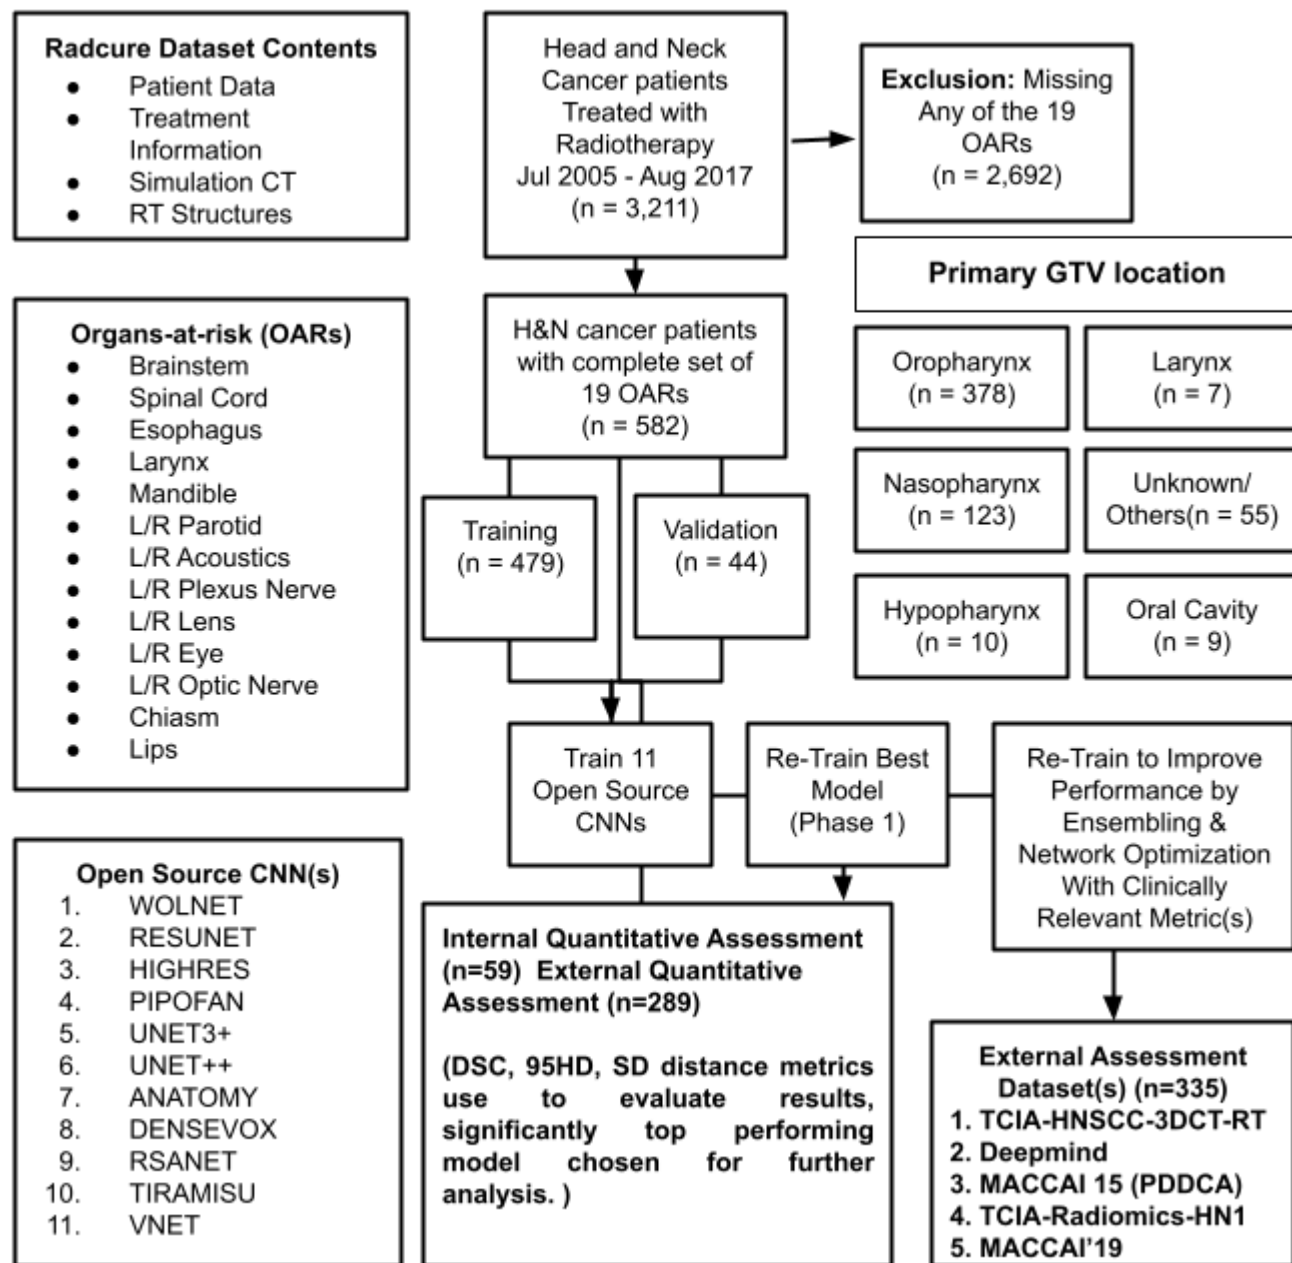 Radcure Dataset Contents
● Patient Data
● Treatment
Information
● Simulation CT
● RT Structures
Head and Neck
Cancer patients
Treated with
Radiotherapy
Jul 2005 - Aug 2017
(n = 3,211)
Exclusion: Missing
Any of the 19
OARs
(n = 2,692)
Organs-at-risk (OARs)
● Brainstem
● Spinal Cord
● Esophagus
● Larynx
● Mandible
● L/R Parotid
● L/R Acoustics
● L/R Plexus Nerve
● L/R Lens
● L/R Eye
● L/R Optic Nerve
● Chiasm
● Lips
H&N cancer patients
with complete set of
19 OARs
(n = 582)
Training
(n = 479)
Validation
(n = 44)
Primary GTV location
Oropharynx
(n = 378)
Larynx
(n = 7)
Nasopharynx
(n = 123)
Unknown/
Others(n = 55)
Hypopharynx
(n = 10)
Oral Cavity
(n = 9)
Train 11
Open Source
CNNs
Re-Train Best
Model
(Phase 1)
Re-Train to Improve
Performance by
Ensembling &
Network Optimization
With Clinically
Relevant Metric(s)
Open Source CNN(s)
1. WOLNET
2. RESUNET
3. HIGHRES
4. PIPOFAN
5. UNET3+
6. UNET++
7. ANATOMY
8. DENSEVOX
9. RSANET
10. TIRAMISU
11. VNET
Internal Quantitative Assessment
(n=59) External Quantitative
Assessment (n=289)
(DSC, 95HD, SD distance metrics
use to evaluate results,
significantly top performing
model chosen for further
analysis. )
External Assessment
Dataset(s) (n=335)
1. TCIA-HNSCC-3DCT-RT
2. Deepmind
3. MACCAI 15 (PDDCA)
4. TCIA-Radiomics-HN1
5. MACCAI'19